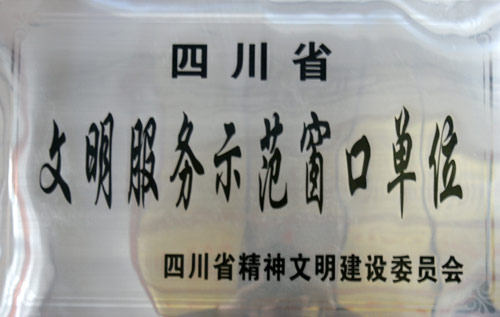 四川省
文明服务示范窗口单位
四川省精神文明建设委员会